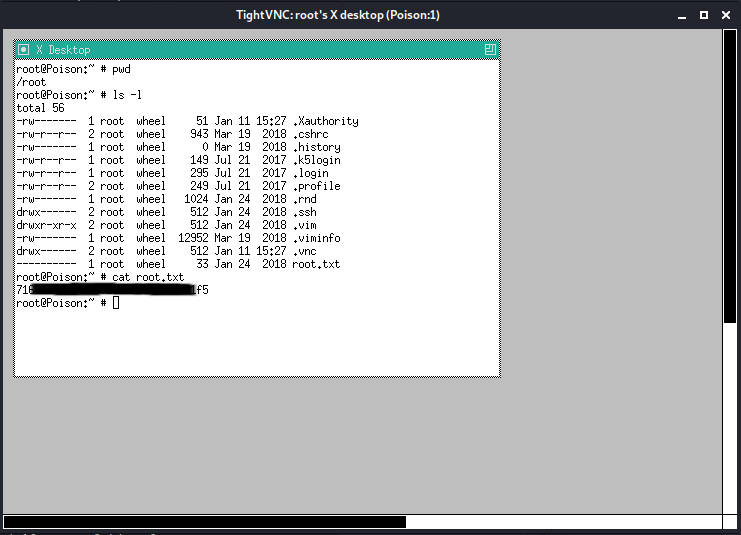 TightVNC: root's X desktop (Poison:1)
X Desktop
root@Poison:~ # pwd
/root
root@Poison:~ # ls -l
total 56
-rw-------  1 root  wheel     51 Jan 11 15:27 .Xauthority
-rw-r--r--  2 root  wheel    943 Mar 19  2018 .cshrc
-rw-------  1 root  wheel      0 Mar 19  2018 .history
-rw-r--r--  1 root  wheel    149 Jul 21  2017 .k5login
-rw-r--r--  1 root  wheel    295 Jul 21  2017 .login
-rw-r--r--  2 root  wheel    249 Jul 21  2017 .profile
-rw-------  1 root  wheel   1024 Jan 24  2018 .rnd
drwx------  2 root  wheel    512 Jan 24  2018 .ssh
drwxr-xr-x  2 root  wheel    512 Jan 24  2018 .vim
-rw-------  1 root  wheel  12952 Mar 19  2018 .viminfo
drwx------  2 root  wheel    512 Jan 11 15:27 .vnc
----------  1 root  wheel     33 Jan 24  2018 root.txt
root@Poison:~ # cat root.txt
root@Poison:~ #